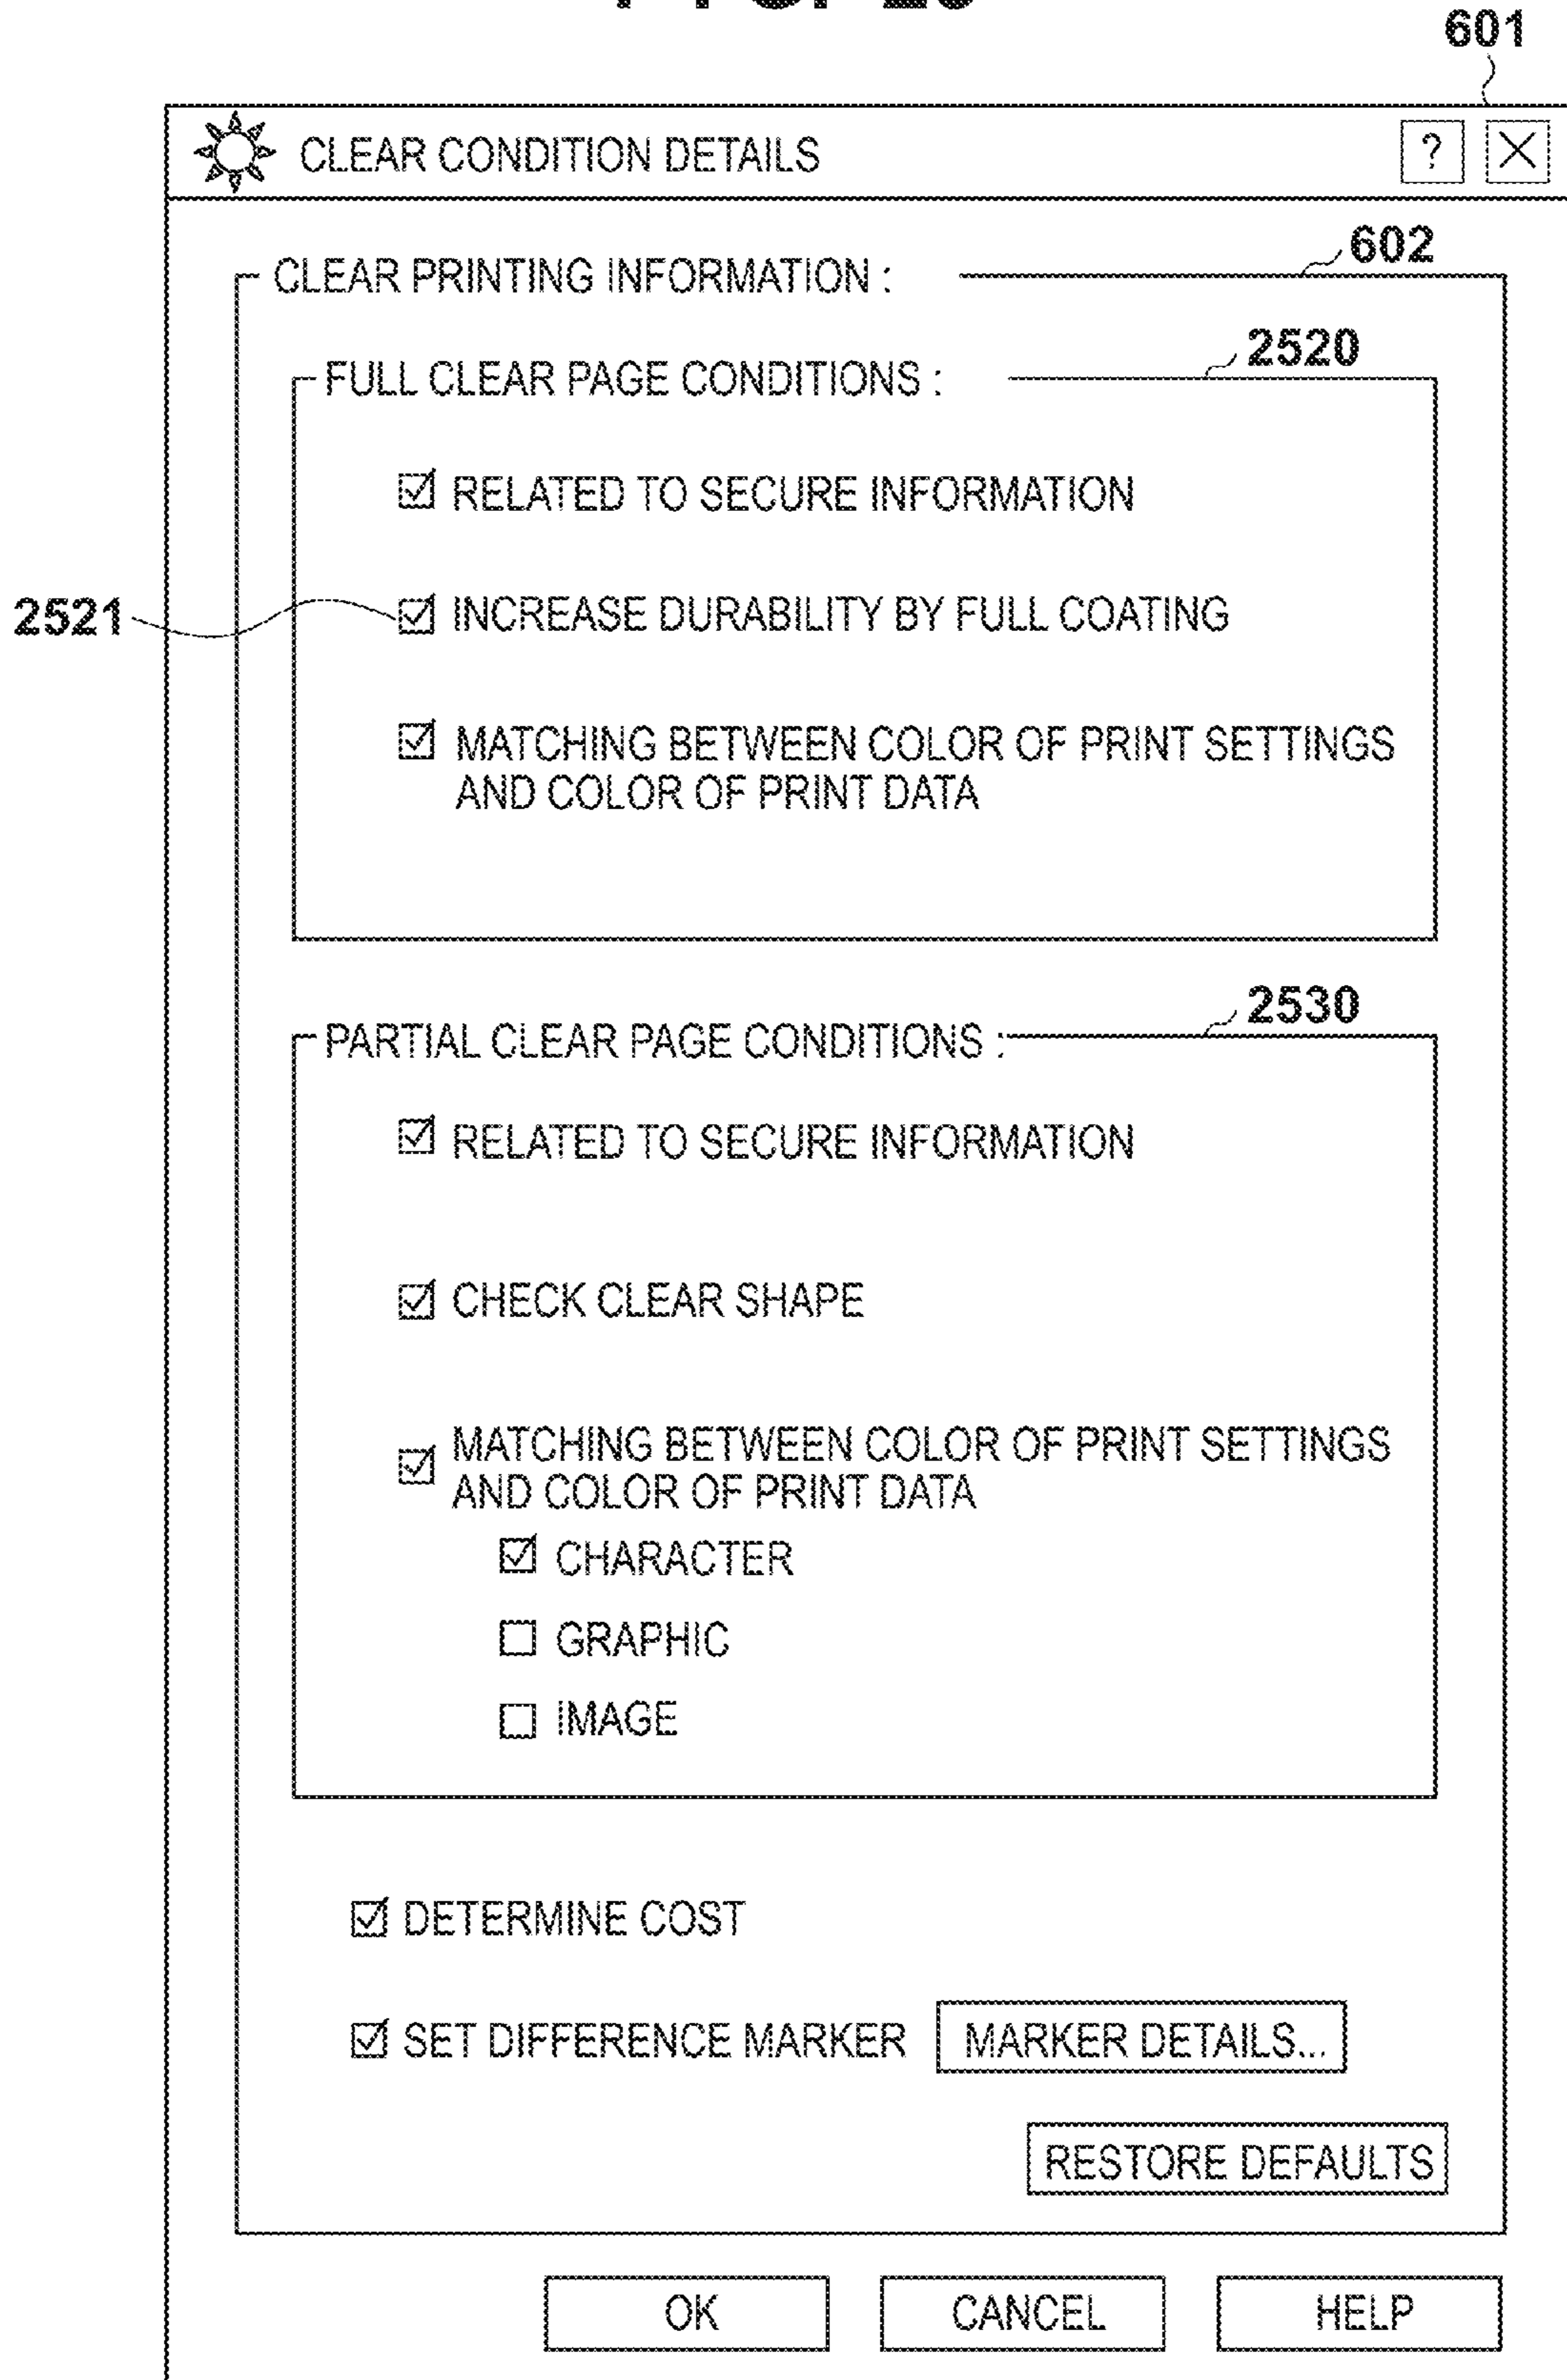 601
CLEAR CONDITION DETAILS ? X
CLEAR PRINTING INFORMATION : 602
FULL CLEAR PAGE CONDITIONS : 2520
RELATED TO SECURE INFORMATION
2521 INCREASE DURABILITY BY FULL COATING
MATCHING BETWEEN COLOR OF PRINT SETTINGS
AND COLOR OF PRINT DATA
PARTIAL CLEAR PAGE CONDITIONS : 2530
RELATED TO SECURE INFORMATION
CHECK CLEAR SHAPE
MATCHING BETWEEN COLOR OF PRINT SETTINGS
AND COLOR OF PRINT DATA
CHARACTER
GRAPHIC
IMAGE
DETERMINE COST
SET DIFFERENCE MARKER MARKER DETAILS...
RESTORE DEFAULTS
OK CANCEL HELP